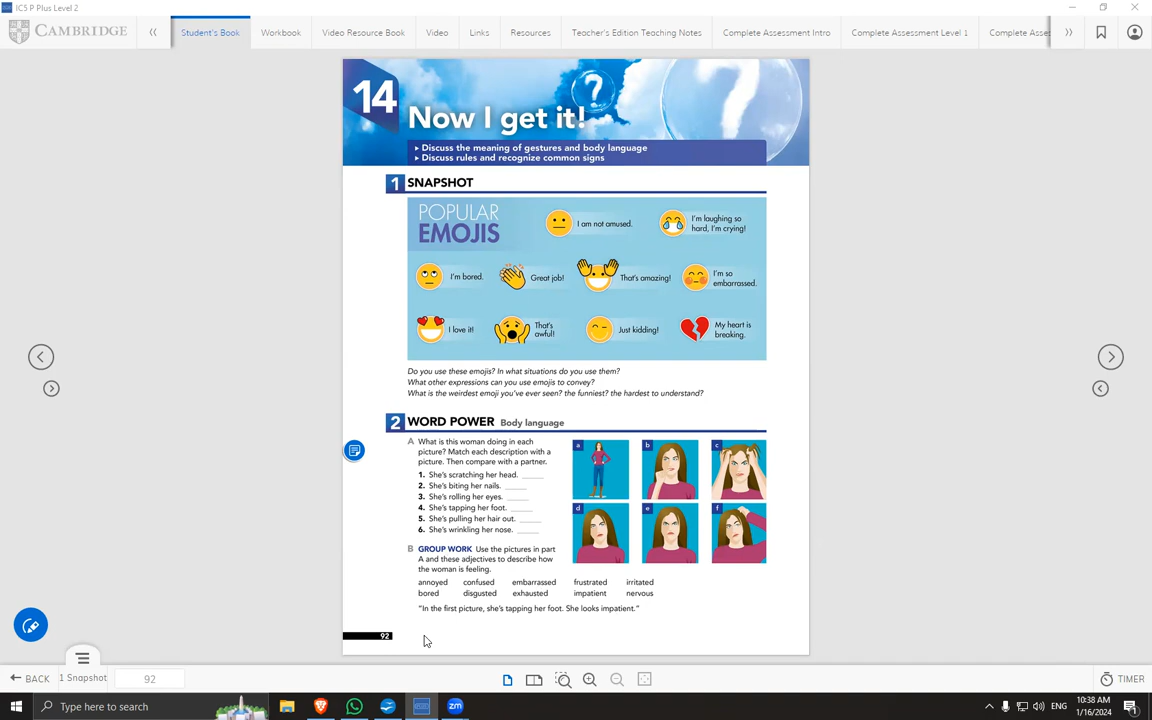 IC5 P Plus Level 2
CAMBRIDGE
Student's Book
Workbook
Video Resource Book
Video
Links
Resources
Teacher's Edition Teaching Notes
Complete Assessment Intro
Complete Assessment Level 1
Complete Asses
14
Now I get it!
Discuss the meaning of gestures and body language
Discuss rules and recognize common signs
1 SNAPSHOT
POPULAR
EMOJIS
I am not amused.
I'm laughing so
hard, I'm crying!
I'm bored.
Great job!
That's amazing!
I'm so
embarrassed.
I love it!
That's
awful!
Just kidding!
My heart is
breaking.
Do you use these emojis? In what situations do you use them?
What other expressions can you use emojis to convey?
What is the weirdest emoji you've ever seen? the funniest? the hardest to understand?
2 WORD POWER Body language
A What is this woman doing in each
picture? Match each description with a
picture. Then compare with a partner.
1. She's scratching her head. _____
2. She's biting her nails. _____
3. She's rolling her eyes. _____
4. She's tapping her foot. _____
5. She's pulling her hair out. _____
6. She's wrinkling her nose. _____
a
b
c
d
e
f
B GROUP WORK Use the pictures in part
A and these adjectives to describe how
the woman is feeling.
annoyed confused embarrassed frustrated irritated
bored disgusted exhausted impatient nervous
"In the first picture, she's tapping her foot. She looks impatient."
92
BACK
1 Snapshot
92
TIMER
Type here to search
ENG
10:38 AM
1/16/2024